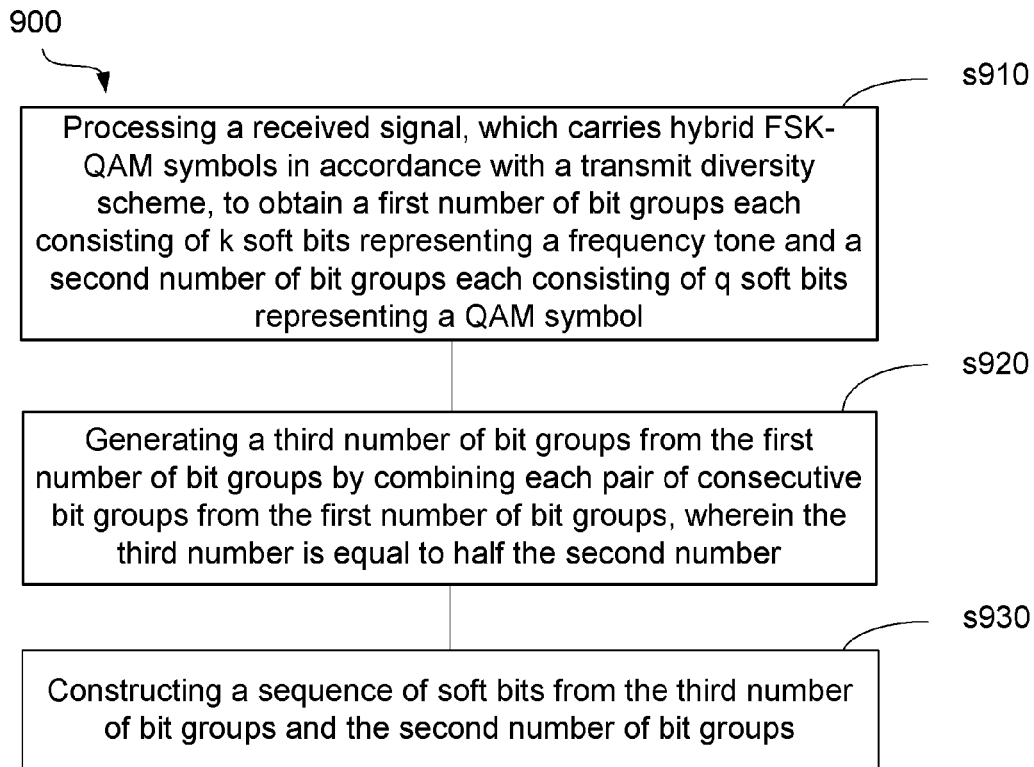 900
s910
Processing a received signal, which carries hybrid FSK-
QAM symbols in accordance with a transmit diversity
scheme, to obtain a first number of bit groups each
consisting of k soft bits representing a frequency tone and a
second number of bit groups each consisting of q soft bits
representing a QAM symbol
s920
Generating a third number of bit groups from the first
number of bit groups by combining each pair of consecutive
bit groups from the first number of bit groups, wherein the
third number is equal to half the second number
s930
Constructing a sequence of soft bits from the third number
of bit groups and the second number of bit groups